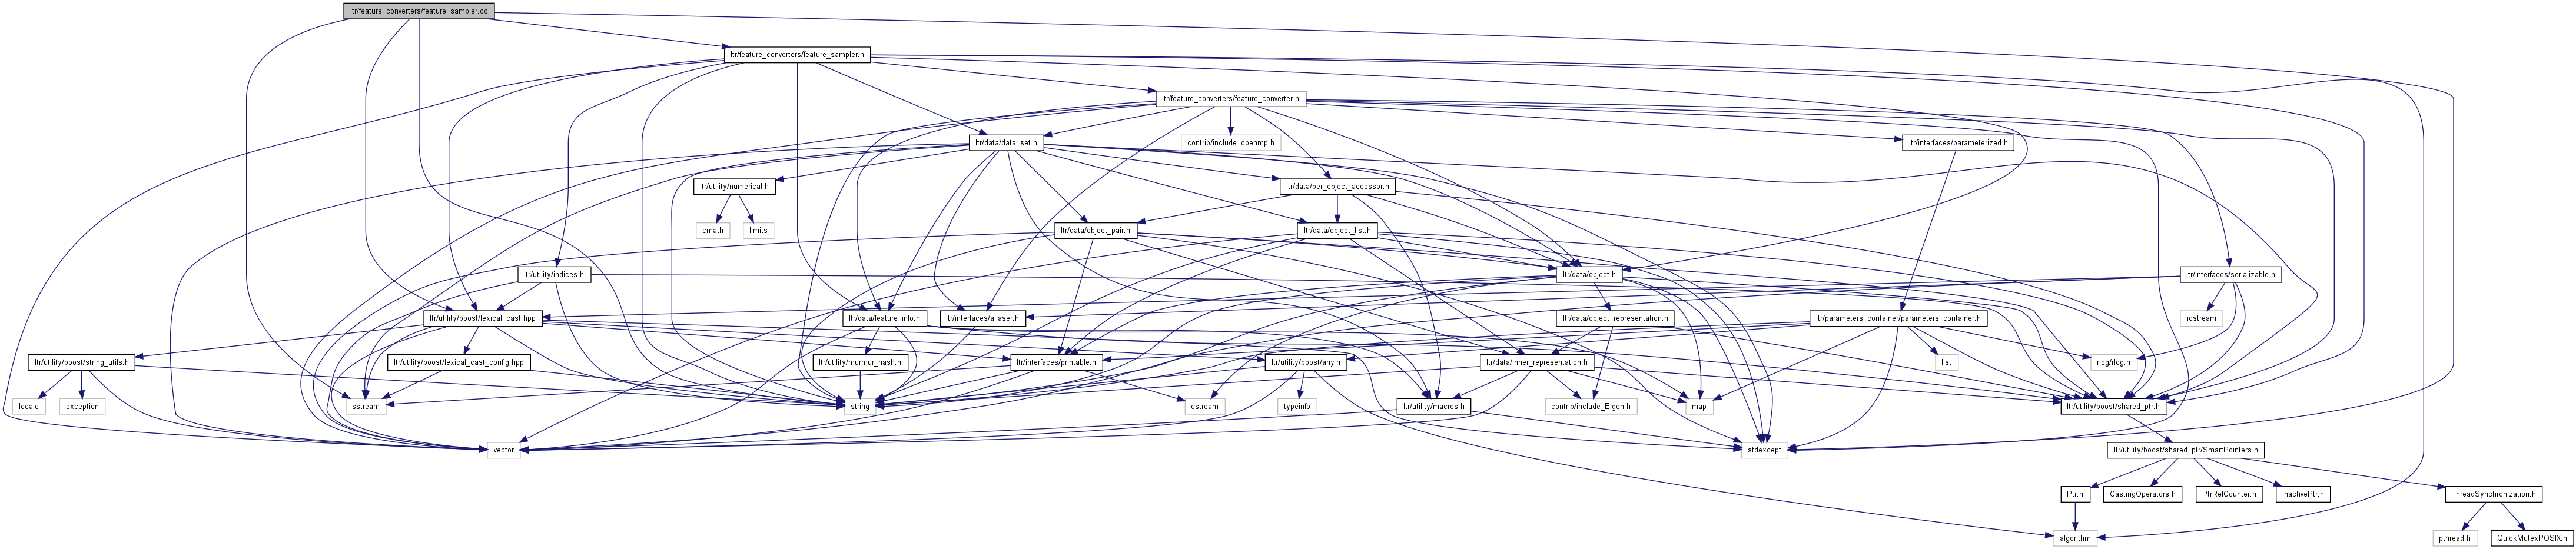 ltr/feature_converters/feature_sampler.cc
ltr/feature_converters/feature_sampler.h
ltr/feature_converters/feature_converter.h
ltr/data/data_set.h
contrib/include_openmp.h
ltr/interfaces/parameterized.h
ltr/utility/numerical.h
ltr/data/per_object_accessor.h
cmath
limits
ltr/data/object_pair.h
ltr/data/object_list.h
ltr/utility/indices.h
ltr/data/object.h
ltr/interfaces/serializable.h
ltr/utility/boost/lexical_cast.hpp
ltr/data/feature_info.h
ltr/interfaces/aliaser.h
ltr/data/object_representation.h
ltr/parameters_container/parameters_container.h
iostream
ltr/utility/boost/string_utils.h
ltr/utility/boost/lexical_cast_config.hpp
ltr/utility/murmur_hash.h
ltr/interfaces/printable.h
ltr/utility/boost/any.h
ltr/data/inner_representation.h
list
rlog/rlog.h
locale
exception
sstream
string
ostream
typeinfo
ltr/utility/macros.h
contrib/include_Eigen.h
map
ltr/utility/boost/shared_ptr.h
vector
stdexcept
ltr/utility/boost/shared_ptr/SmartPointers.h
Ptr.h
CastingOperators.h
PtrRefCounter.h
InactivePtr.h
ThreadSynchronization.h
algorithm
pthread.h
QuickMutexPOSIX.h